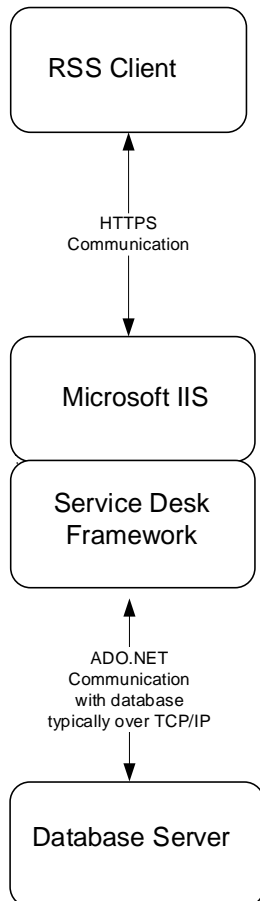 RSS Client
HTTPS
Communication
Microsoft IIS
Service Desk
Framework
ADO.NET
Communication
with database
typically over TCP/IP
Database Server